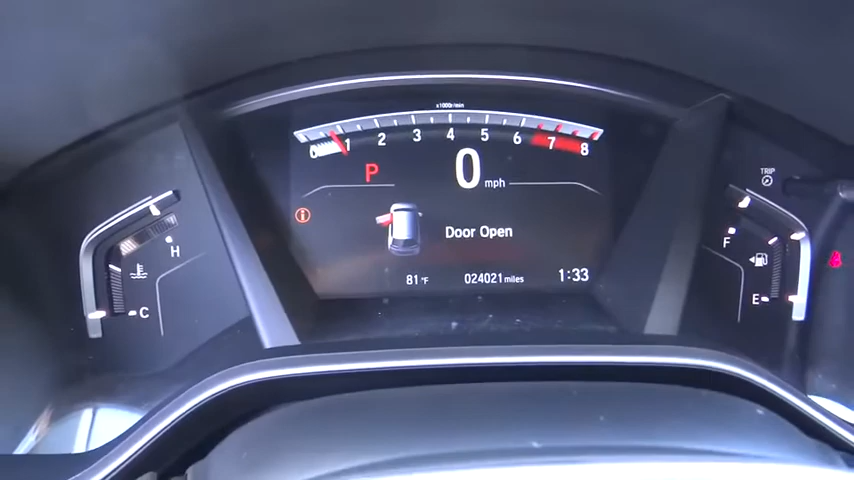 x1000r/min
0 1 2 3 4 5 6 7 8
P
0 mph
TRIP
Door Open
H
C
F
E
81°F
024021 miles
1:33